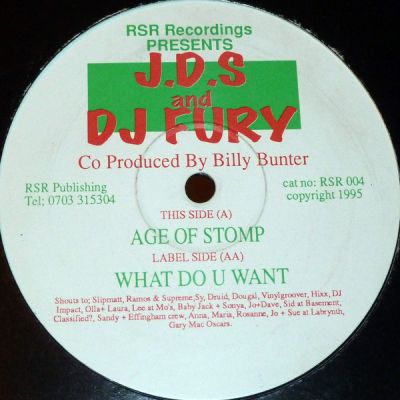 RSR Recordings
PRESENTS
J.D.S
and
DJ FURY
Co Produced By Billy Bunter
RSR Publishing
Tel; 0703 315304
cat no: RSR 004
copyright 1995
THIS SIDE (A)
AGE OF STOMP
LABEL SIDE (AA)
WHAT DO U WANT
Shouts to; Slipmatt, Ramos & Supreme,Sy, Druid, Dougal, Vinylgroover, Hixx, DJ
Impact, Olla+ Laura, Lee at Mo's, Baby Jack + Sonya, Jo+Dave, Sid at Basement,
Classified?, Sandy + Effingham crew, Anna, Maria, Rosanne, Jo + Sue at Labrynth,
Gary Mac Oscars.